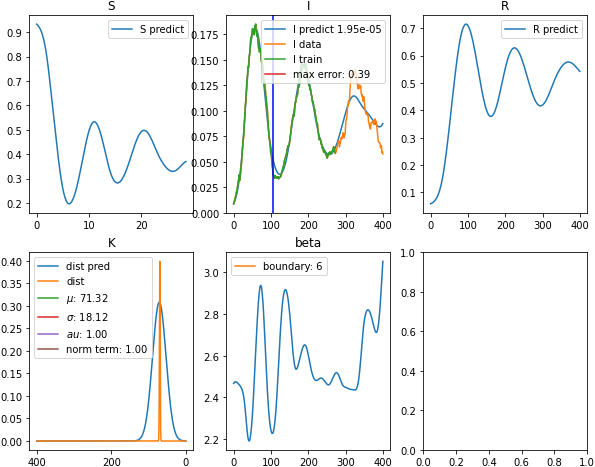 S
I
R
S predict
I predict 1.95e-05
I data
I train
max error: 0.39
R predict
0.9
0.8
0.7
0.6
0.5
0.4
0.3
0.2
0 10 20
0.175
0.150
0.125
0.100
0.075
0.050
0.025
0.000
0 100 200 300 400
0.7
0.6
0.5
0.4
0.3
0.2
0.1
0 100 200 300 400
K
beta
dist pred
dist
μ: 71.32
σ: 18.12
au: 1.00
norm term: 1.00
boundary: 6
0.40
0.35
0.30
0.25
0.20
0.15
0.10
0.05
0.00
400 200 0
3.0
2.8
2.6
2.4
2.2
0 100 200 300 400
1.0
0.8
0.6
0.4
0.2
0.0
0.0 0.2 0.4 0.6 0.8 1.0